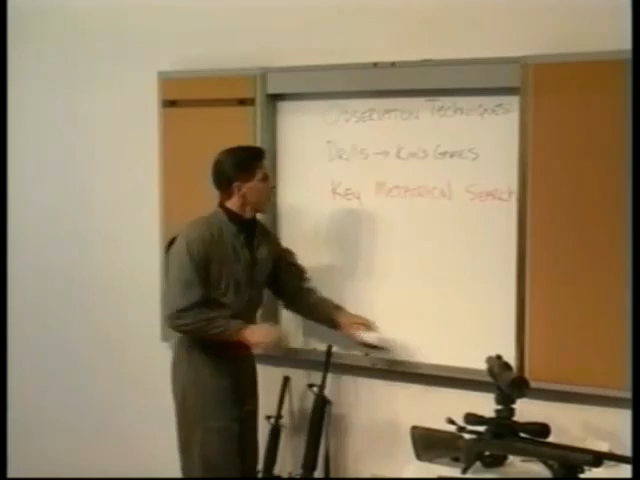 OBSERVATION TECHNIQUES
DRILLS → KIM'S GAMES
KEY METHODICAL SEARCH